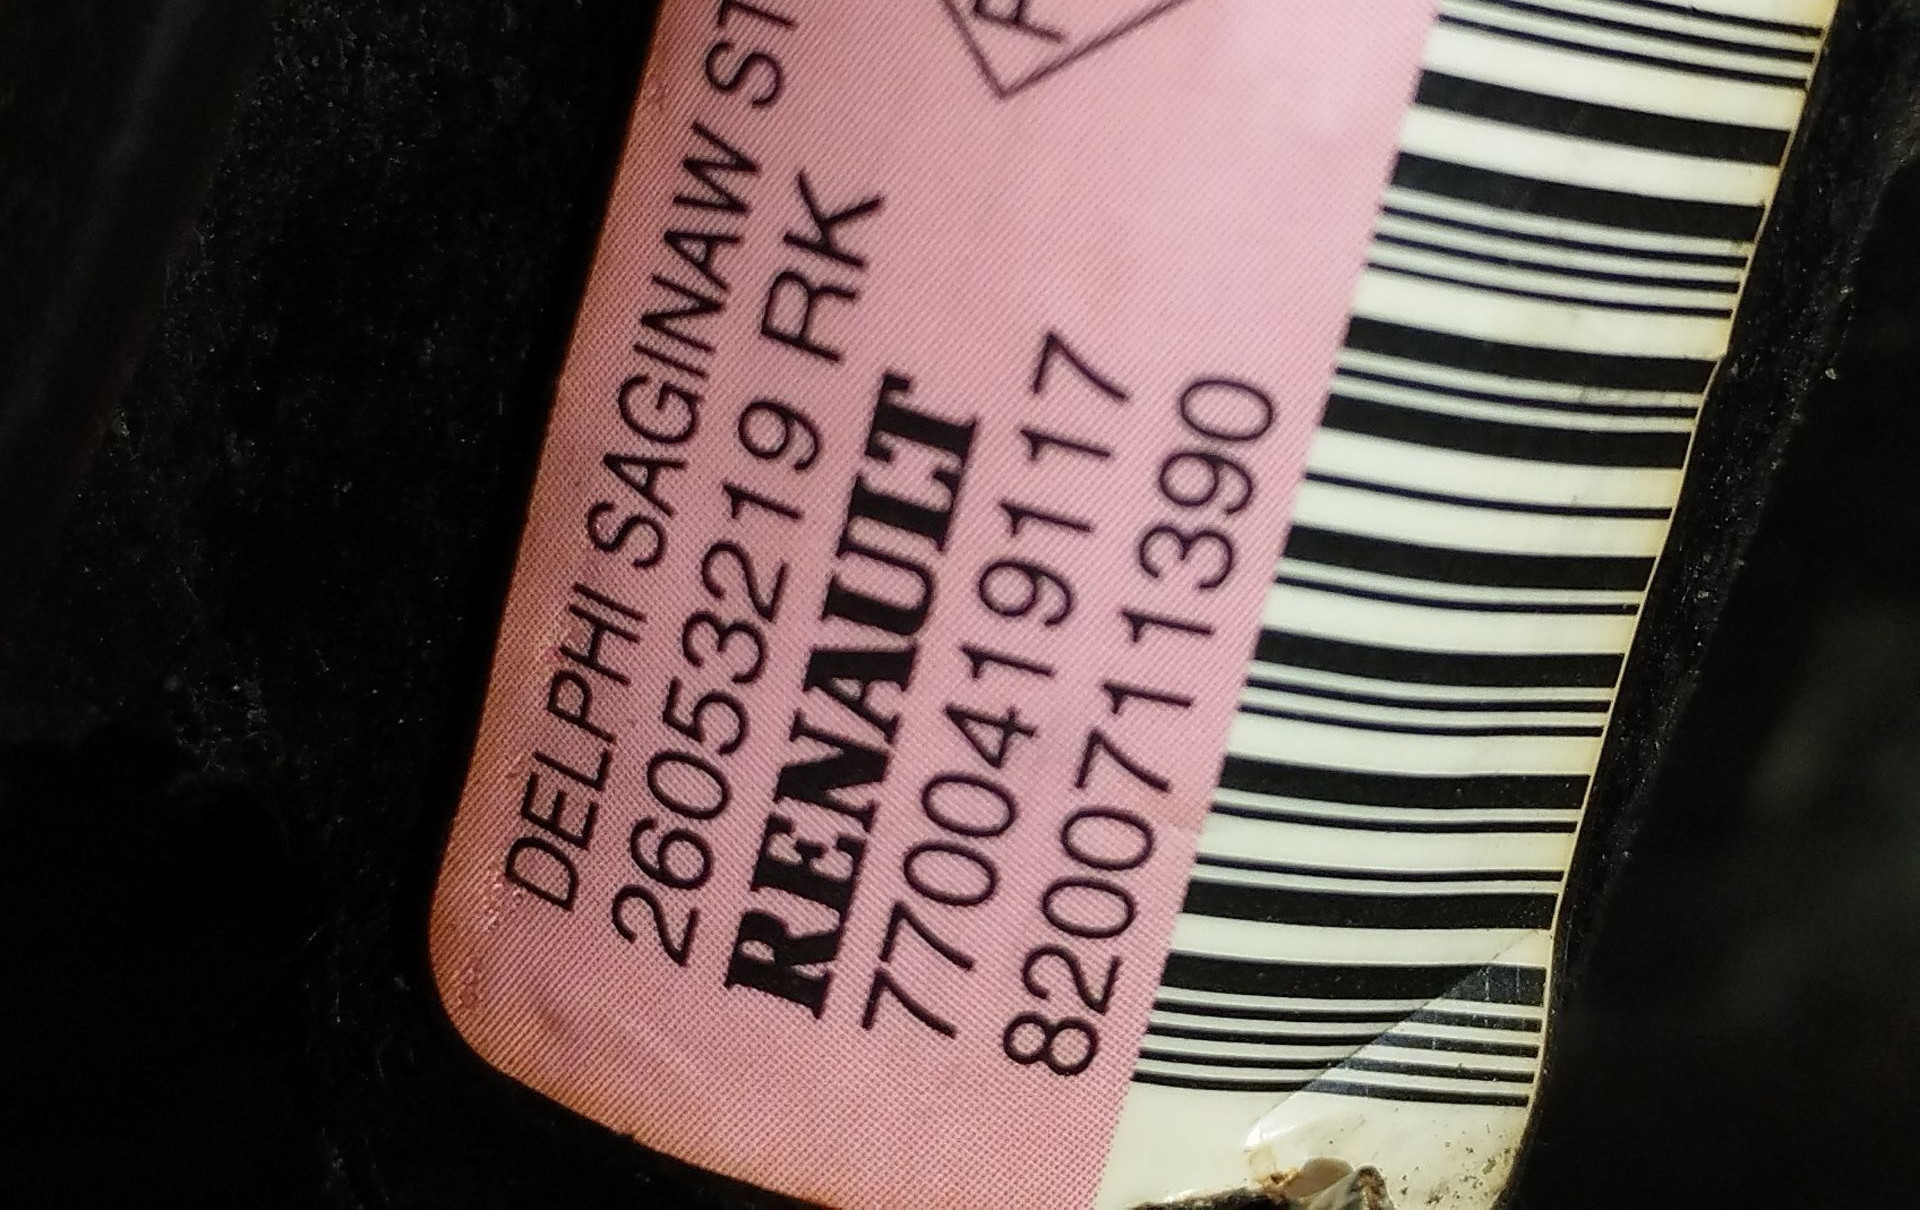 DELPHI SAGINAW ST
26053219 RK
RENAULT
7700419117
8200711390